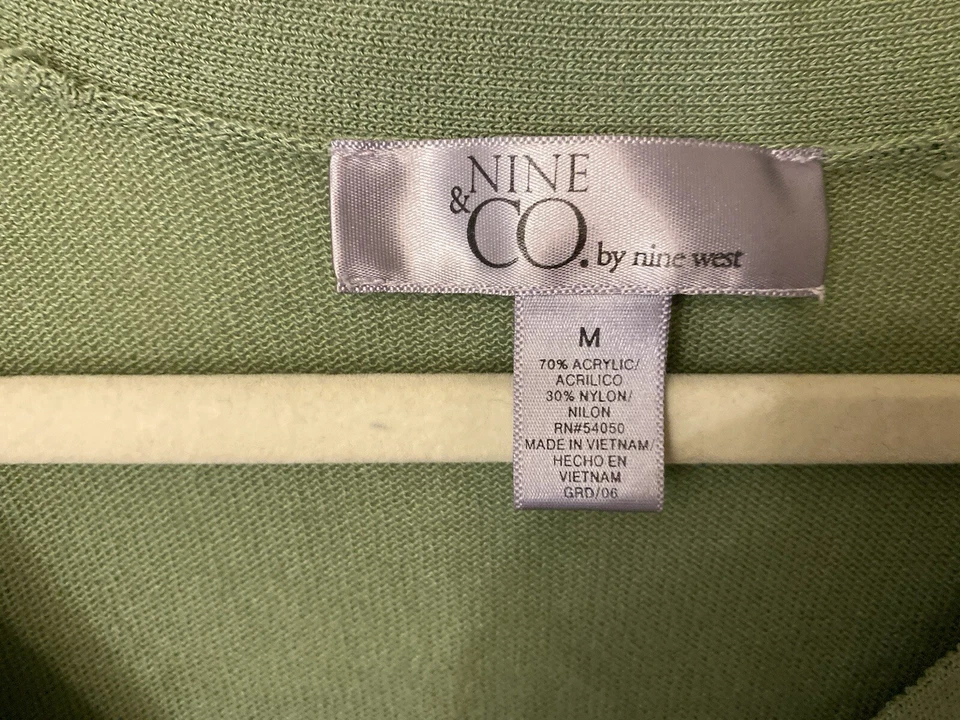 NINE
& CO. by nine west
M
70% ACRYLIC/
ACRILICO
30% NYLON/
NILON
RN#54050
MADE IN VIETNAM/
HECHO EN
VIETNAM
GRD/06